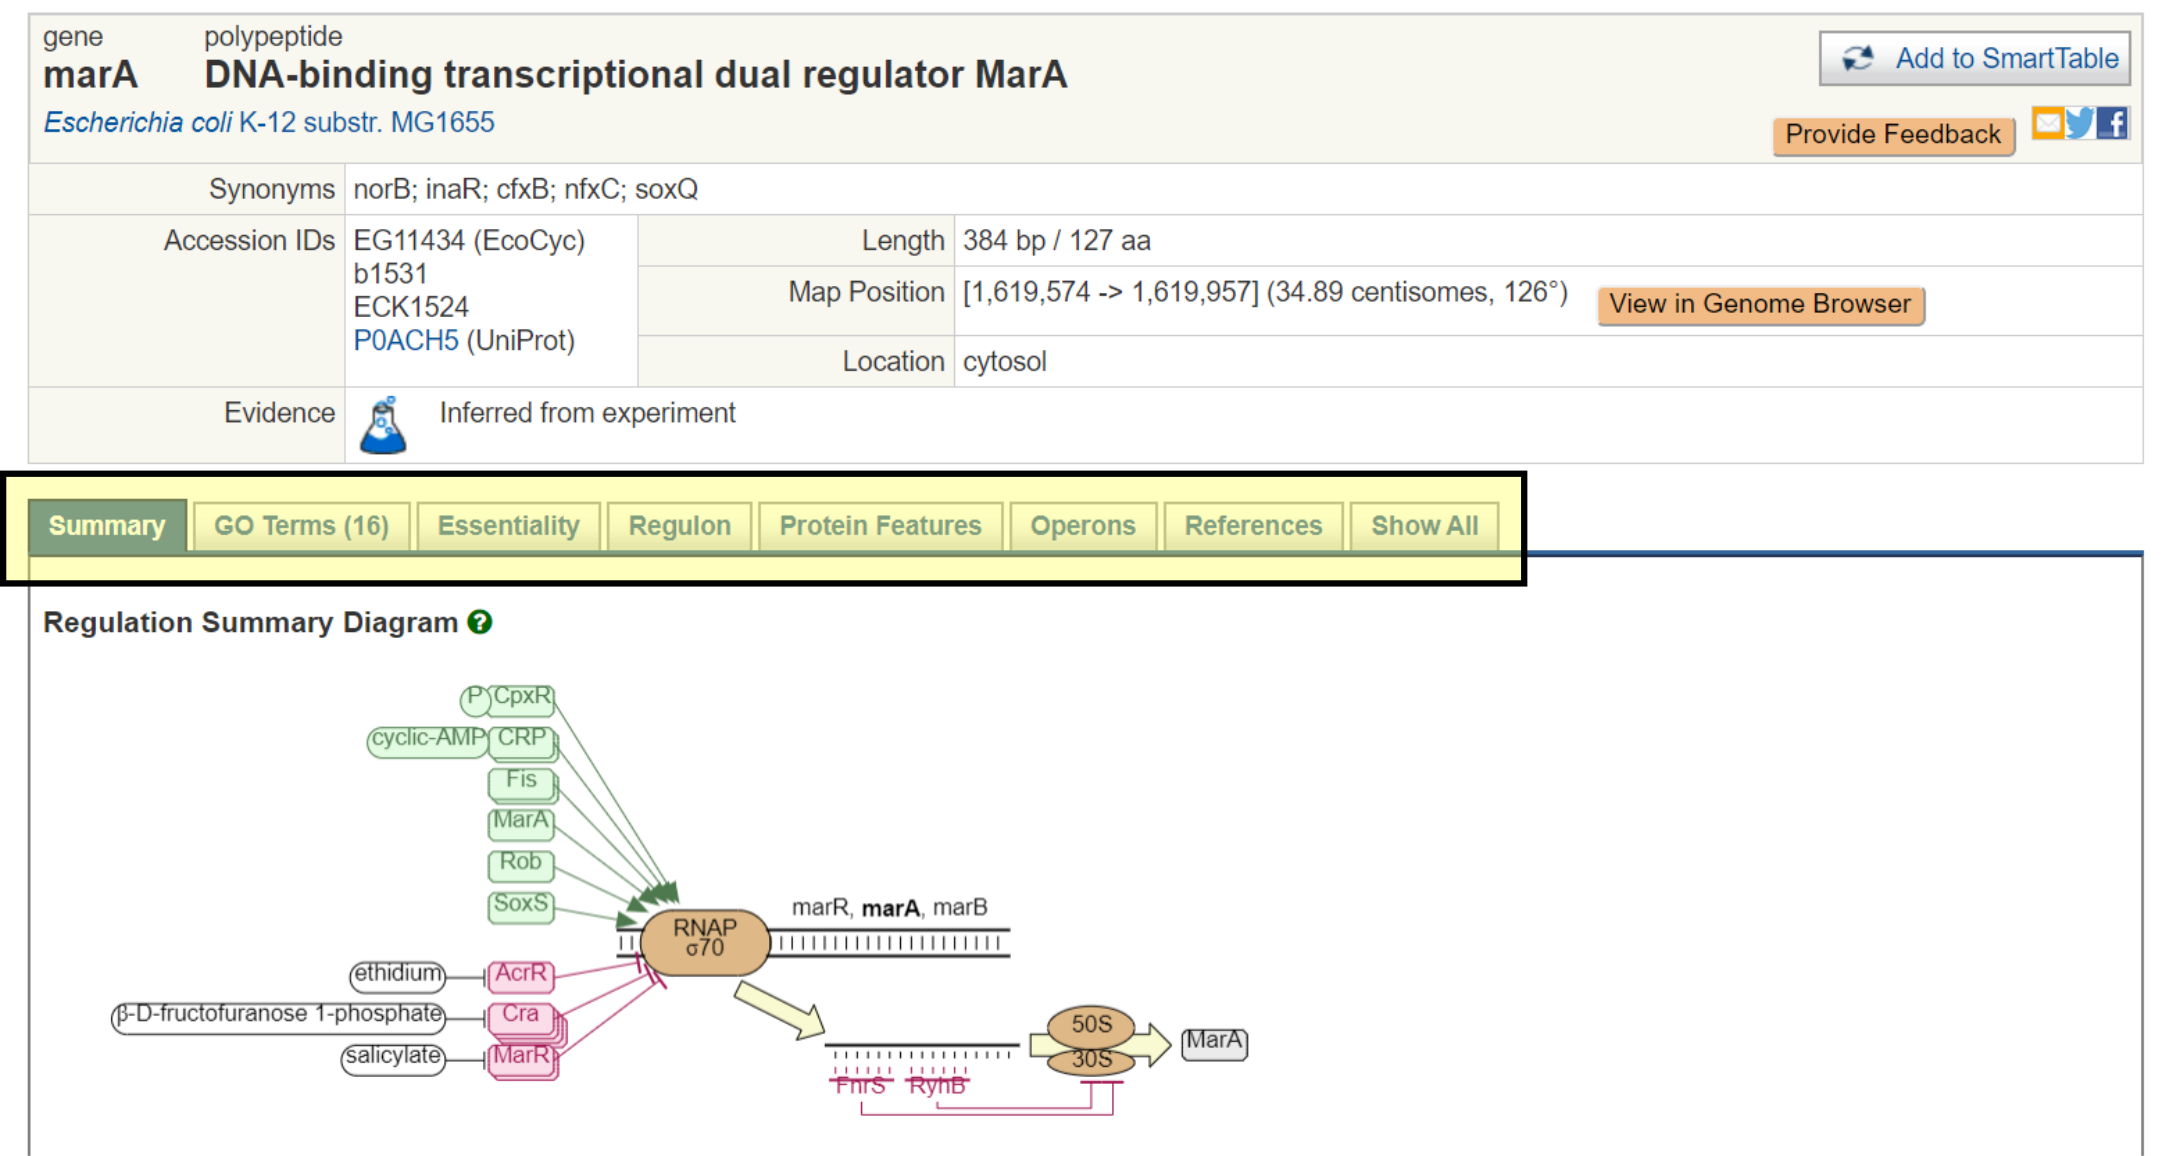 gene polypeptide
marA DNA-binding transcriptional dual regulator MarA
Add to SmartTable
Escherichia coli K-12 substr. MG1655
Provide Feedback
Synonyms norB; inaR; cfxB; nfxC; soxQ
Accession IDs EG11434 (EcoCyc)
b1531
ECK1524
P0ACH5 (UniProt)
Length 384 bp / 127 aa
Map Position [1,619,574 -> 1,619,957] (34.89 centisomes, 126°) View in Genome Browser
Location cytosol
Evidence Inferred from experiment
Summary GO Terms (16) Essentiality Regulon Protein Features Operons References Show All
Regulation Summary Diagram ?
P CpxR
cyclic-AMP CRP
Fis
MarA
Rob
SoxS
marR, marA, marB
RNAP
σ70
ethidium AcrR
β-D-fructofuranose 1-phosphate Cra
salicylate MarR
50S
30S
MarA
FnrS RyhB